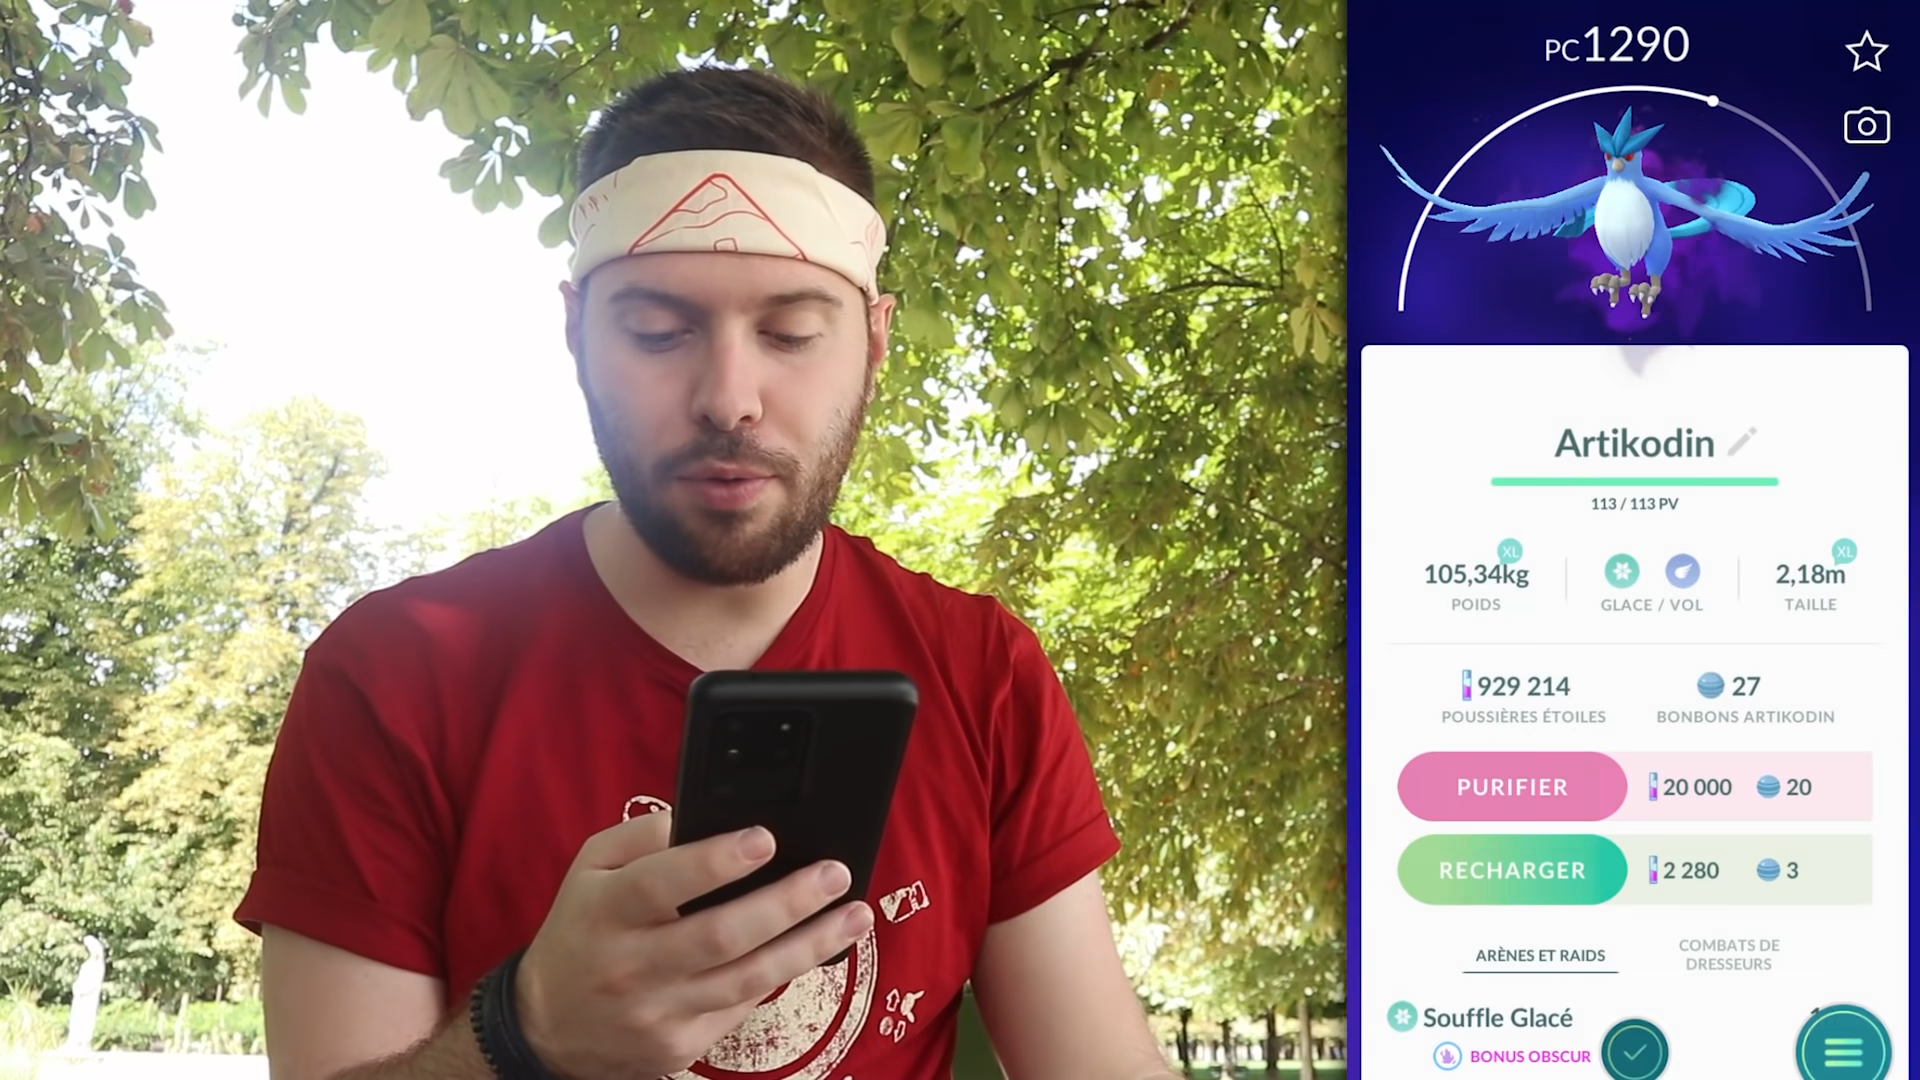 PC1290
Artikodin
113 / 113 PV
XL
XL
105,34kg
2,18m
POIDS
GLACE / VOL
TAILLE
929 214
27
POUSSIÈRES ÉTOILES
BONBONS ARTIKODIN
PURIFIER
20 000
20
RECHARGER
2 280
3
ARÈNES ET RAIDS
COMBATS DE
DRESSEURS
Souffle Glacé
BONUS OBSCUR